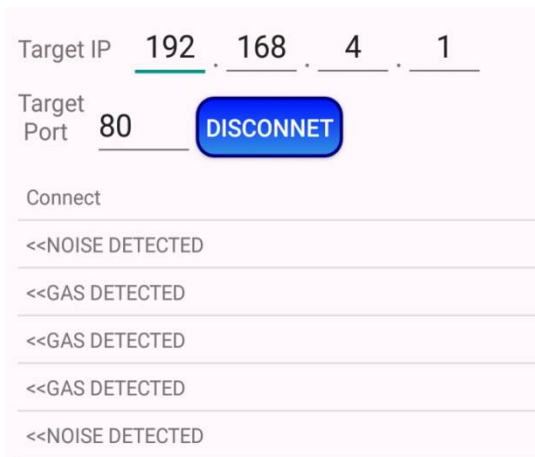 Target IP 192 . 168 . 4 . 1
Target
Port 80 DISCONNET
Connect
<<NOISE DETECTED
<<GAS DETECTED
<<GAS DETECTED
<<GAS DETECTED
<<NOISE DETECTED